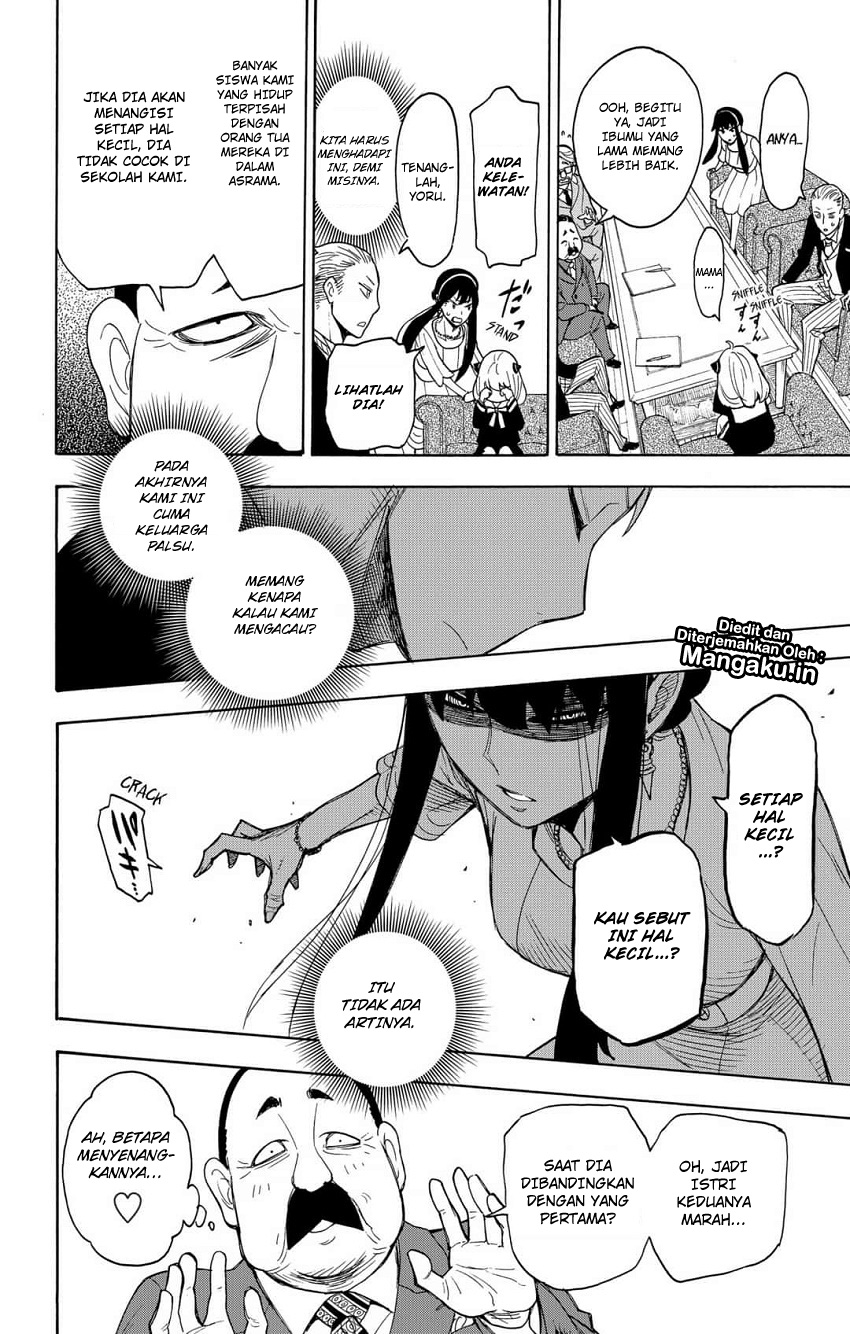 ANYA..
OOH, BEGITU
YA, JADI
IBUMU YANG
LAMA MEMANG
LEBIH BAIK.
MAMA
...
SNIFFLE
SNIFFLE
ANDA
KELE-
WATAN!
TENANG-
LAH, YORU.
KITA HARUS
MENGHADAPI
INI, DEMI
MISINYA.
STAND
LIHATLAH
DIA!
BANYAK
SISWA KAMI
YANG HIDUP
TERPISAH
DENGAN
ORANG TUA
MEREKA DI
DALAM
ASRAMA.
JIKA DIA AKAN
MENANGISI
SETIAP HAL
KECIL, DIA
TIDAK COCOK DI
SEKOLAH KAMI.
PADA
AKHIRNYA
KAMI INI
CUMA
KELUARGA
PALSU.
MEMANG
KENAPA
KALAU KAMI
MENGACAU?
Diedit dan
Diterjemahkan Oleh :
Mangaku.in
SETIAP
HAL
KECIL
...?
KAU SEBUT
INI HAL
KECIL...?
CRACK
ITU
TIDAK ADA
ARTINYA.
OH, JADI
ISTRI
KEDUANYA
MARAH...
SAAT DIA
DIBANDINGKAN
DENGAN YANG
PERTAMA?
AH, BETAPA
MENYENANG-
KANNYA...
♡